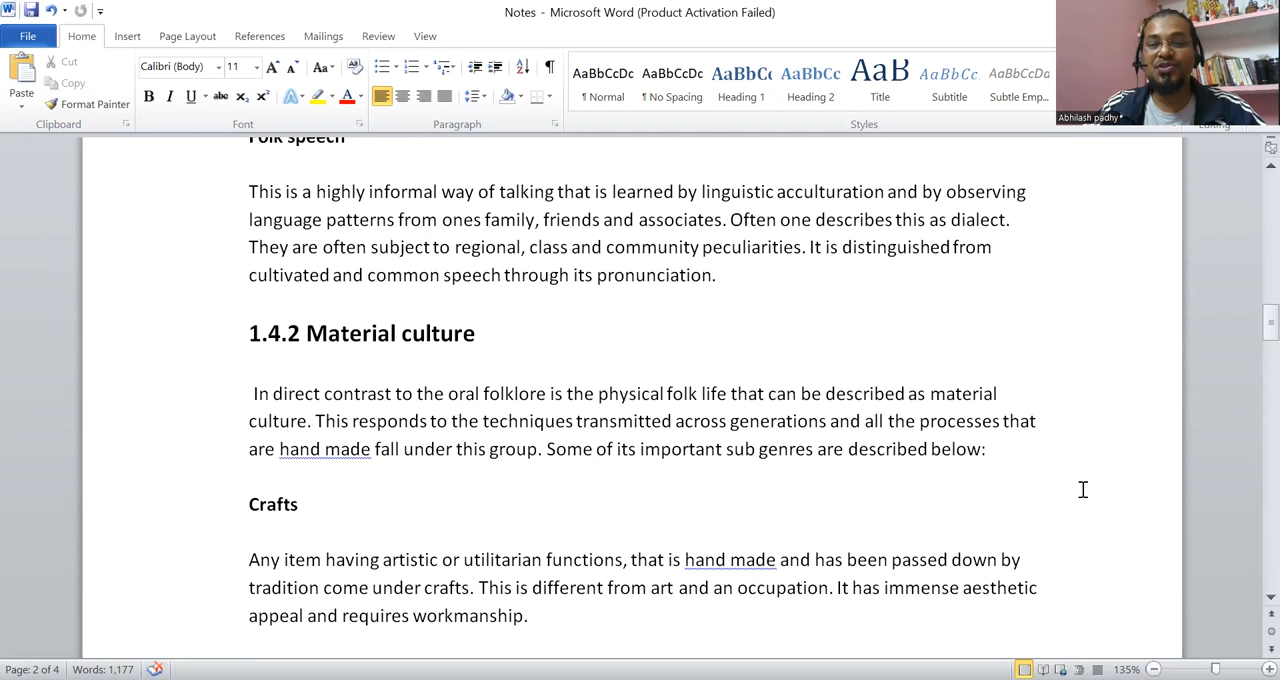 Notes - Microsoft Word (Product Activation Failed)
File Home Insert Page Layout References Mailings Review View
Paste
Cut
Copy
Format Painter
Clipboard
Calibri (Body) 11
Font
Paragraph
AaBbCcDc AaBbCcDc AaBbCc AaBbCc AaB AaBbCc. AaBbCcDc
¶ Normal ¶ No Spacing Heading 1 Heading 2 Title Subtitle Subtle Emp...
Styles
Editing
Abhilash padhy
Folk speech
This is a highly informal way of talking that is learned by linguistic acculturation and by observing
language patterns from ones family, friends and associates. Often one describes this as dialect.
They are often subject to regional, class and community peculiarities. It is distinguished from
cultivated and common speech through its pronunciation.
1.4.2 Material culture
In direct contrast to the oral folklore is the physical folk life that can be described as material
culture. This responds to the techniques transmitted across generations and all the processes that
are hand made fall under this group. Some of its important sub genres are described below:
Crafts
Any item having artistic or utilitarian functions, that is hand made and has been passed down by
tradition come under crafts. This is different from art and an occupation. It has immense aesthetic
appeal and requires workmanship.
Page: 2 of 4 Words: 1,177 135%